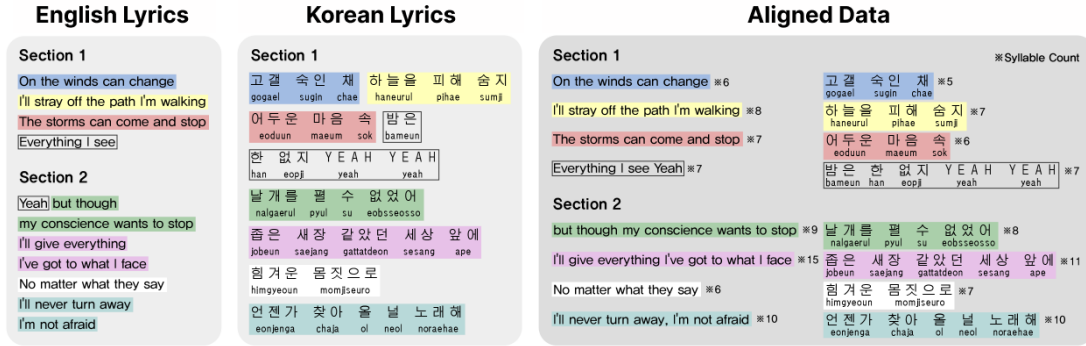 English Lyrics
Section 1
On the winds can change
I'll stray off the path I'm walking
The storms can come and stop
Everything I see
Section 2
Yeah but though
my conscience wants to stop
I'll give everything
I've got to what I face
No matter what they say
I'll never turn away
I'm not afraid
Korean Lyrics
Section 1
고갤 숙인 채 하늘을 피해 숨지
gogael sugin chae haneurul pihae sumji
어두운 마음 속 밤은
eoduun maeum sok bameun
한 없지 YEAH YEAH
han eopji yeah yeah
날개를 펼 수 없었어
nalgaerul pyul su eobsseosso
좁은 새장 같았던 세상 앞에
jobeun saejang gattatdeon sesang ape
힘겨운 몸짓으로
himgyeoun momjiseuro
언젠가 찾아 올 널 노래해
eonjenga chaja ol neol noraehae
Aligned Data
Section 1 ※Syllable Count
On the winds can change ※6 고갤 숙인 채 ※5
gogael sugin chae
I'll stray off the path I'm walking ※8 하늘을 피해 숨지 ※7
haneurul pihae sumji
The storms can come and stop ※7 어두운 마음 속 ※6
eoduun maeum sok
Everything I see Yeah ※7 밤은 한 없지 YEAH YEAH ※7
bameun han eopji yeah yeah
Section 2
but though my conscience wants to stop ※9 날개를 펼 수 없었어 ※8
nalgaerul pyul su eobsseosso
I'll give everything I've got to what I face ※15 좁은 새장 같았던 세상 앞에 ※11
jobeun saejang gattatdeon sesang ape
No matter what they say ※6 힘겨운 몸짓으로 ※7
himgyeoun momjiseuro
I'll never turn away, I'm not afraid ※10 언젠가 찾아 올 널 노래해 ※10
eonjenga chaja ol neol noraehae